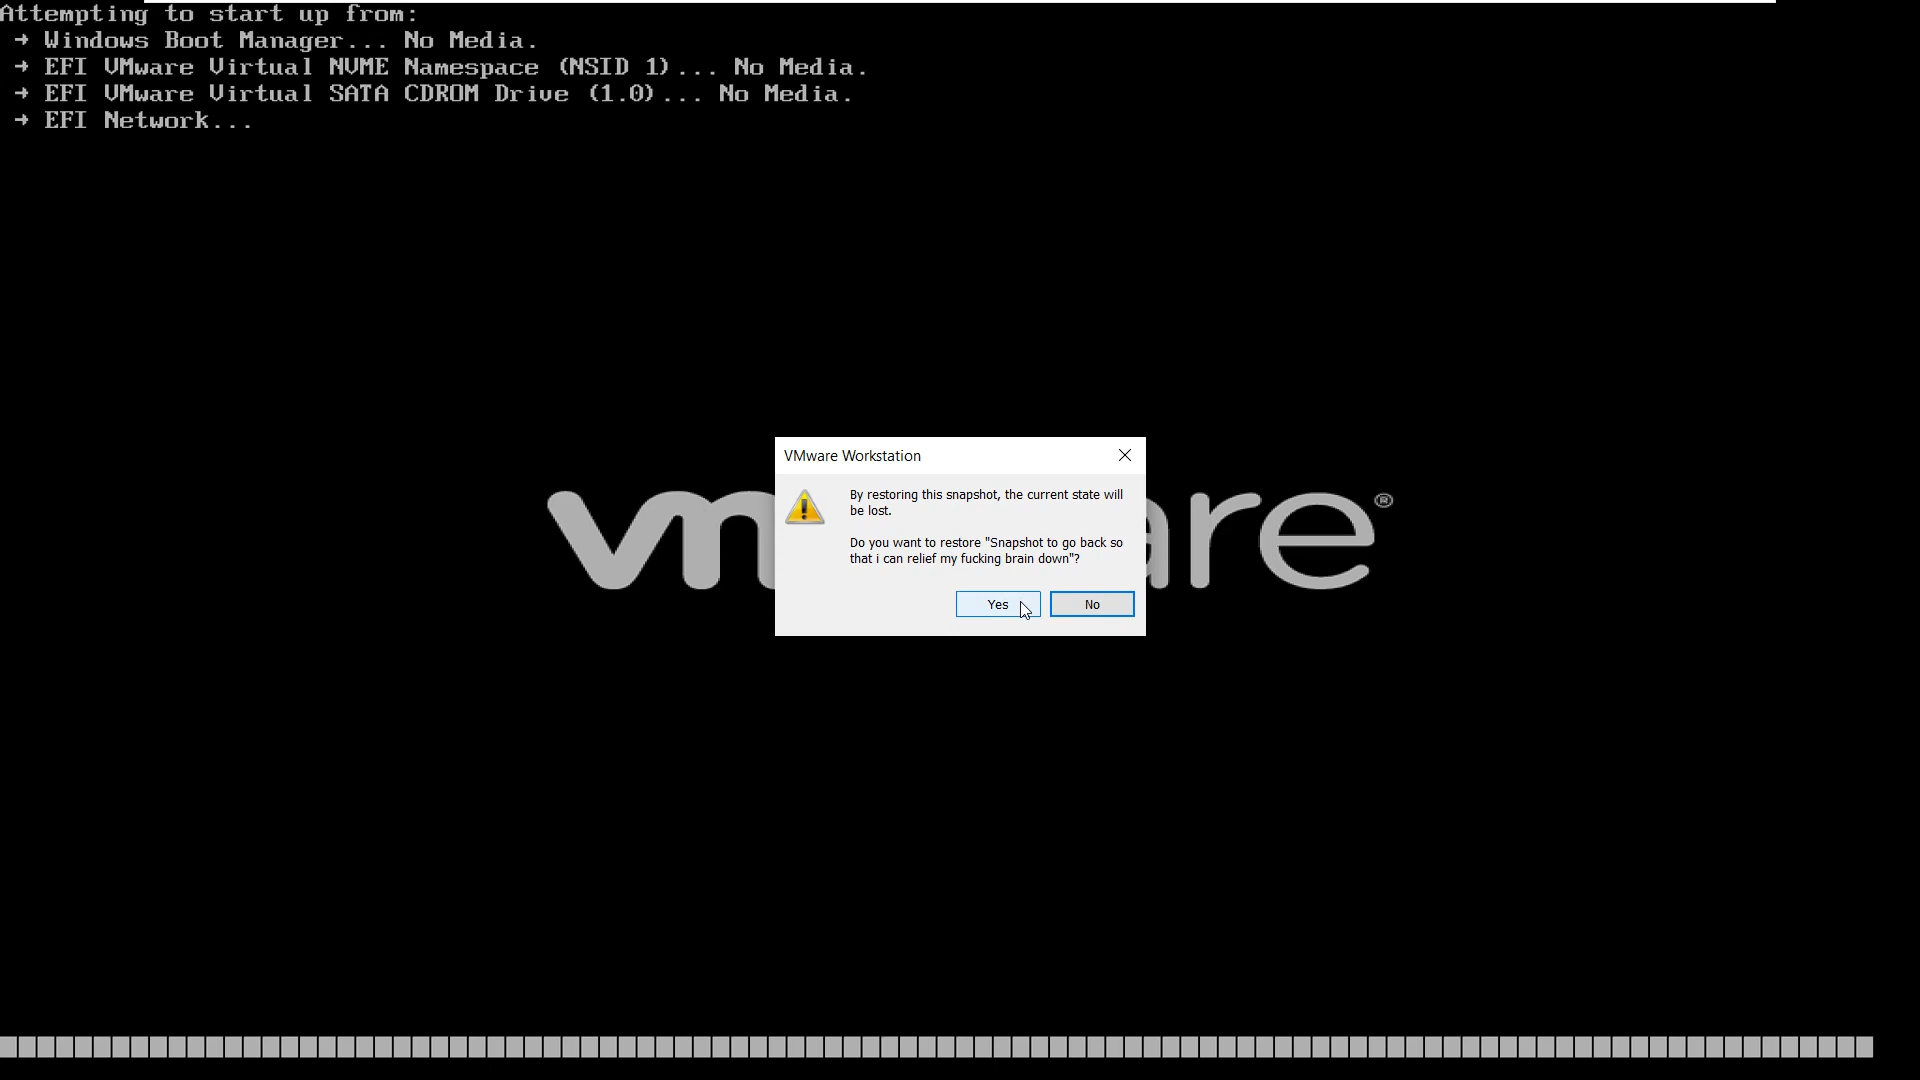 Attempting to start up from:
→ Windows Boot Manager... No Media.
→ EFI VMware Virtual NVME Namespace (NSID 1)... No Media.
→ EFI VMware Virtual SATA CDROM Drive (1.0)... No Media.
→ EFI Network...
VMware Workstation
By restoring this snapshot, the current state will
be lost.
Do you want to restore "Snapshot to go back so
that i can relief my fucking brain down"?
Yes
No
vm are®